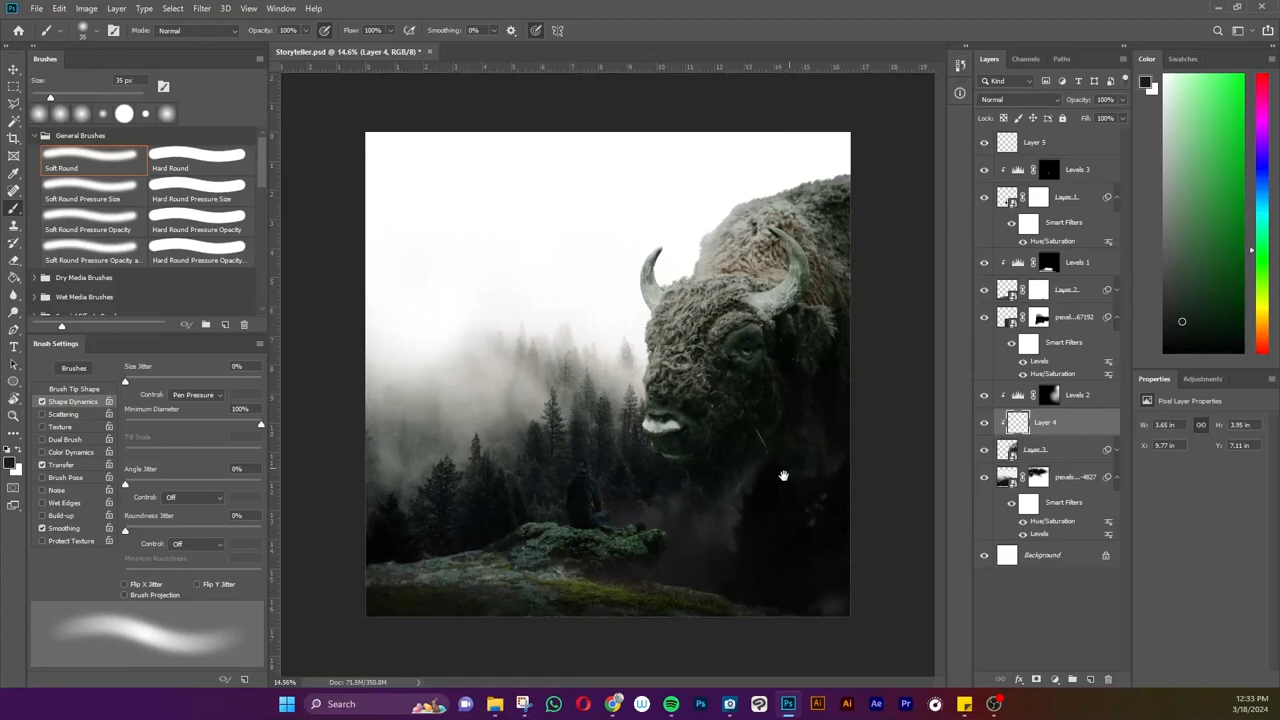 File Edit Image Layer Type Select Filter 3D View Window Help
35 Mode: Normal Opacity: 100% Flow: 100% Smoothing: 0%
Brushes
Size: 35 px
General Brushes
Soft Round Hard Round
Soft Round Pressure Size Hard Round Pressure Size
Soft Round Pressure Opacity Hard Round Pressure Opacity
Soft Round Pressure Opacity a... Hard Round Pressure Opacity...
Dry Media Brushes
Wet Media Brushes
Brush Settings
Brushes
Brush Tip Shape
Shape Dynamics
Scattering
Texture
Dual Brush
Color Dynamics
Transfer
Brush Pose
Noise
Wet Edges
Build-up
Smoothing
Protect Texture
Size Jitter 0%
Control: Pen Pressure
Minimum Diameter 100%
Tilt Scale
Angle Jitter 0%
Control: Off
Roundness Jitter 0%
Control: Off
Minimum Roundness
Flip X Jitter Flip Y Jitter
Brush Projection
Storyteller.psd @ 14.6% (Layer 4, RGB/8) *
14.56% Doc: 71.5M/350.8M
Layers Channels Paths
Kind
Normal Opacity: 100%
Lock: Fill: 100%
Layer 5
Levels 3
Layer 1
Smart Filters
Hue/Saturation
Levels 1
Layer 2
pexel...67192
Smart Filters
Levels
Hue/Saturation
Levels 2
Layer 4
Layer 3
pexels...-4827
Smart Filters
Hue/Saturation
Levels
Background
Color Swatches
Properties Adjustments
Pixel Layer Properties
W: 3.65 in H: 3.95 in
X: 9.77 in Y: 7.11 in
Search
12:33 PM
3/18/2024